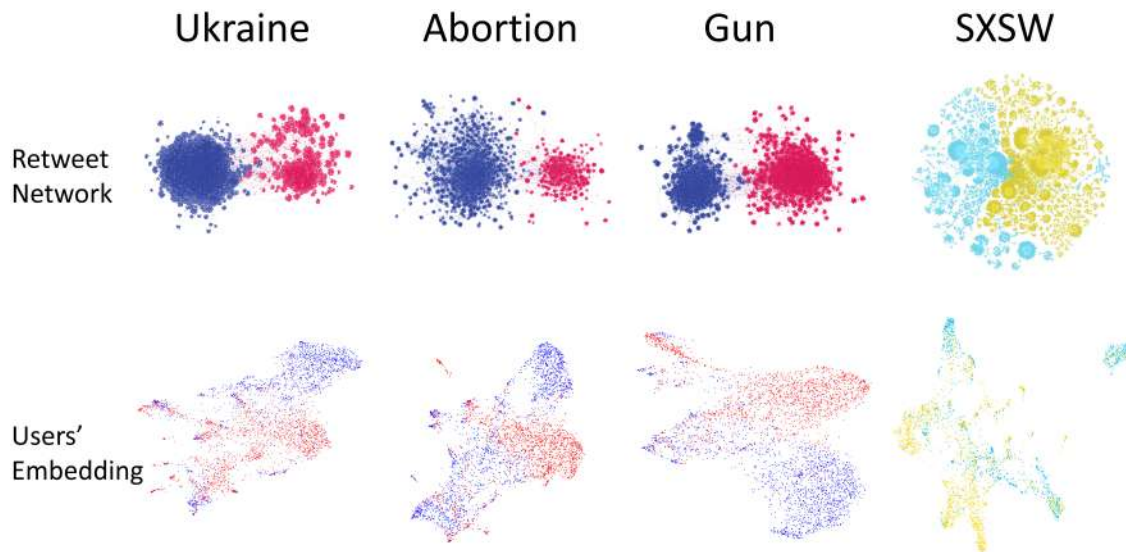 Ukraine Abortion Gun SXSW
Retweet
Network
Users'
Embedding